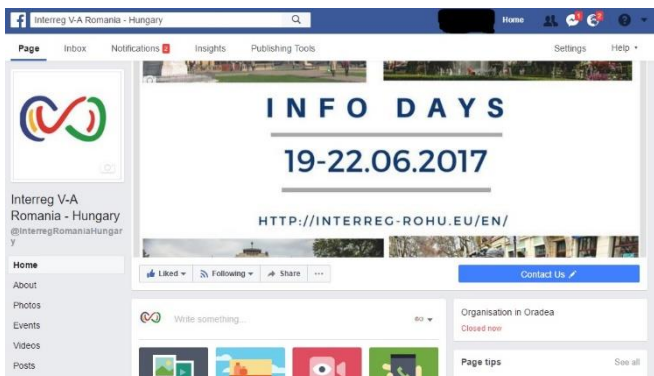 Interreg V-A Romania - Hungary
Home
Page Inbox Notifications 2 Insights Publishing Tools Settings Help
INFO DAYS
19-22.06.2017
HTTP://INTERREG-ROHU.EU/EN/
Interreg V-A
Romania - Hungary
@InterregRomaniaHungar
y
Home
About
Photos
Events
Videos
Posts
Liked Following Share ...
Contact Us
Write something...
Organisation in Oradea
Closed now
Page tips See all